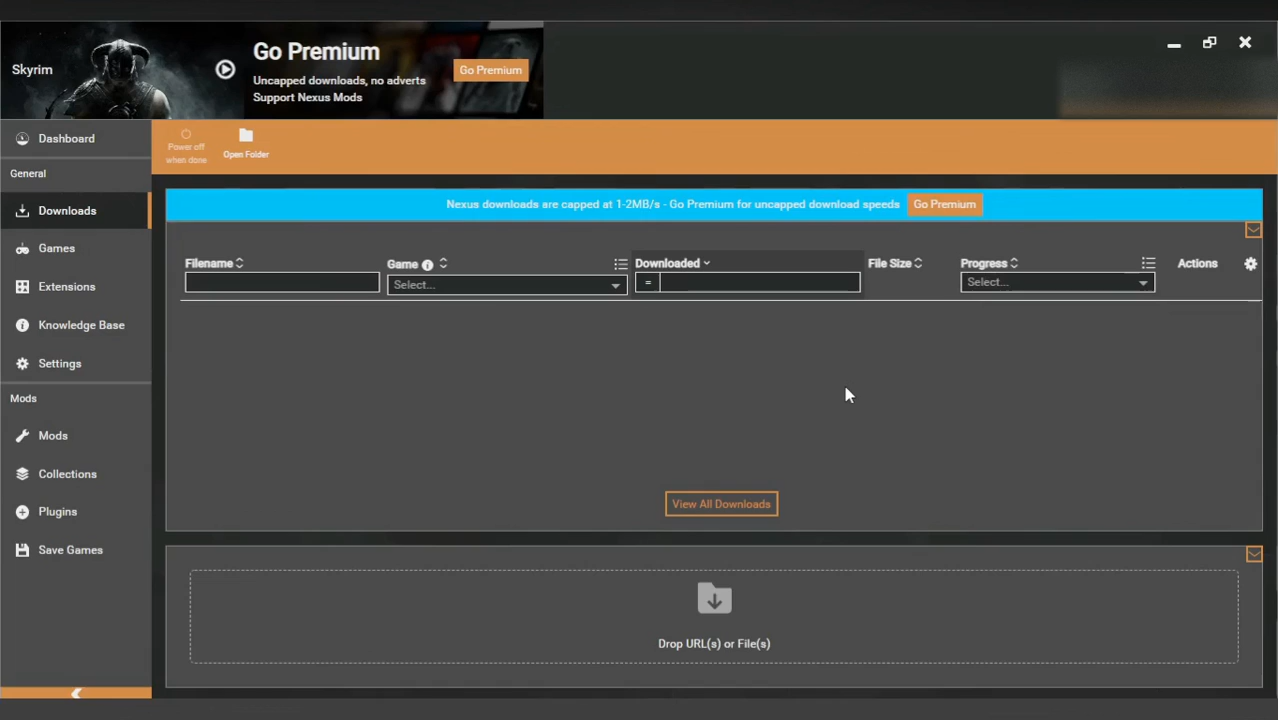 Skyrim
Go Premium
Uncapped downloads, no adverts
Support Nexus Mods
Go Premium
Dashboard
General
Downloads
Games
Extensions
Knowledge Base
Settings
Mods
Mods
Collections
Plugins
Save Games
Power off
when done
Open Folder
Nexus downloads are capped at 1-2MB/s - Go Premium for uncapped download speeds
Go Premium
Filename
Game
Downloaded
File Size
Progress
Actions
Select...
=
Select...
View All Downloads
Drop URL(s) or File(s)